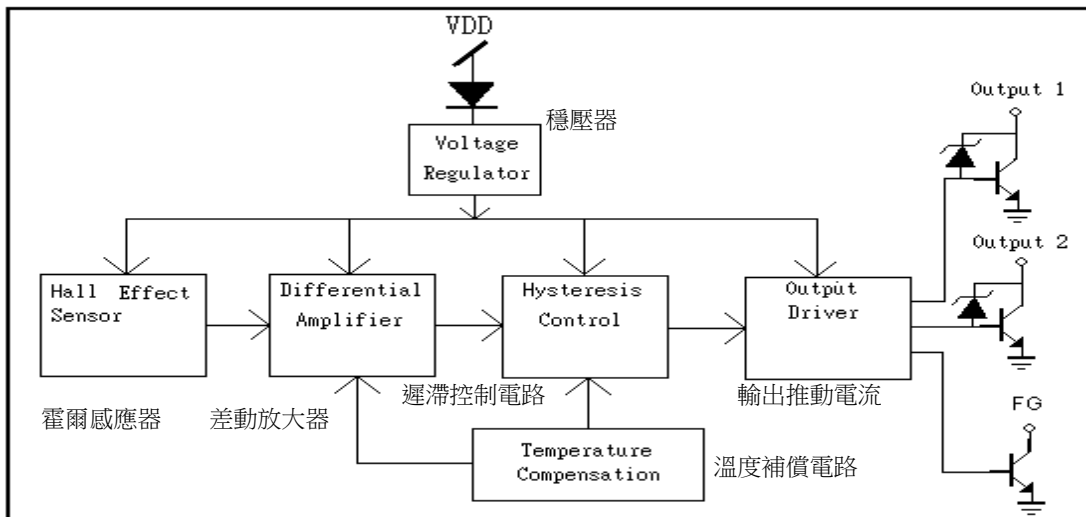 VDD
穩壓器
Voltage
Regulator
Output 1
Output 2
Hall Effect
Sensor
Differential
Amplifier
Hysteresis
Control
Output
Driver
霍爾感應器
差動放大器
遲滯控制電路
輸出推動電流
FG
Temperature
Compensation
溫度補償電路